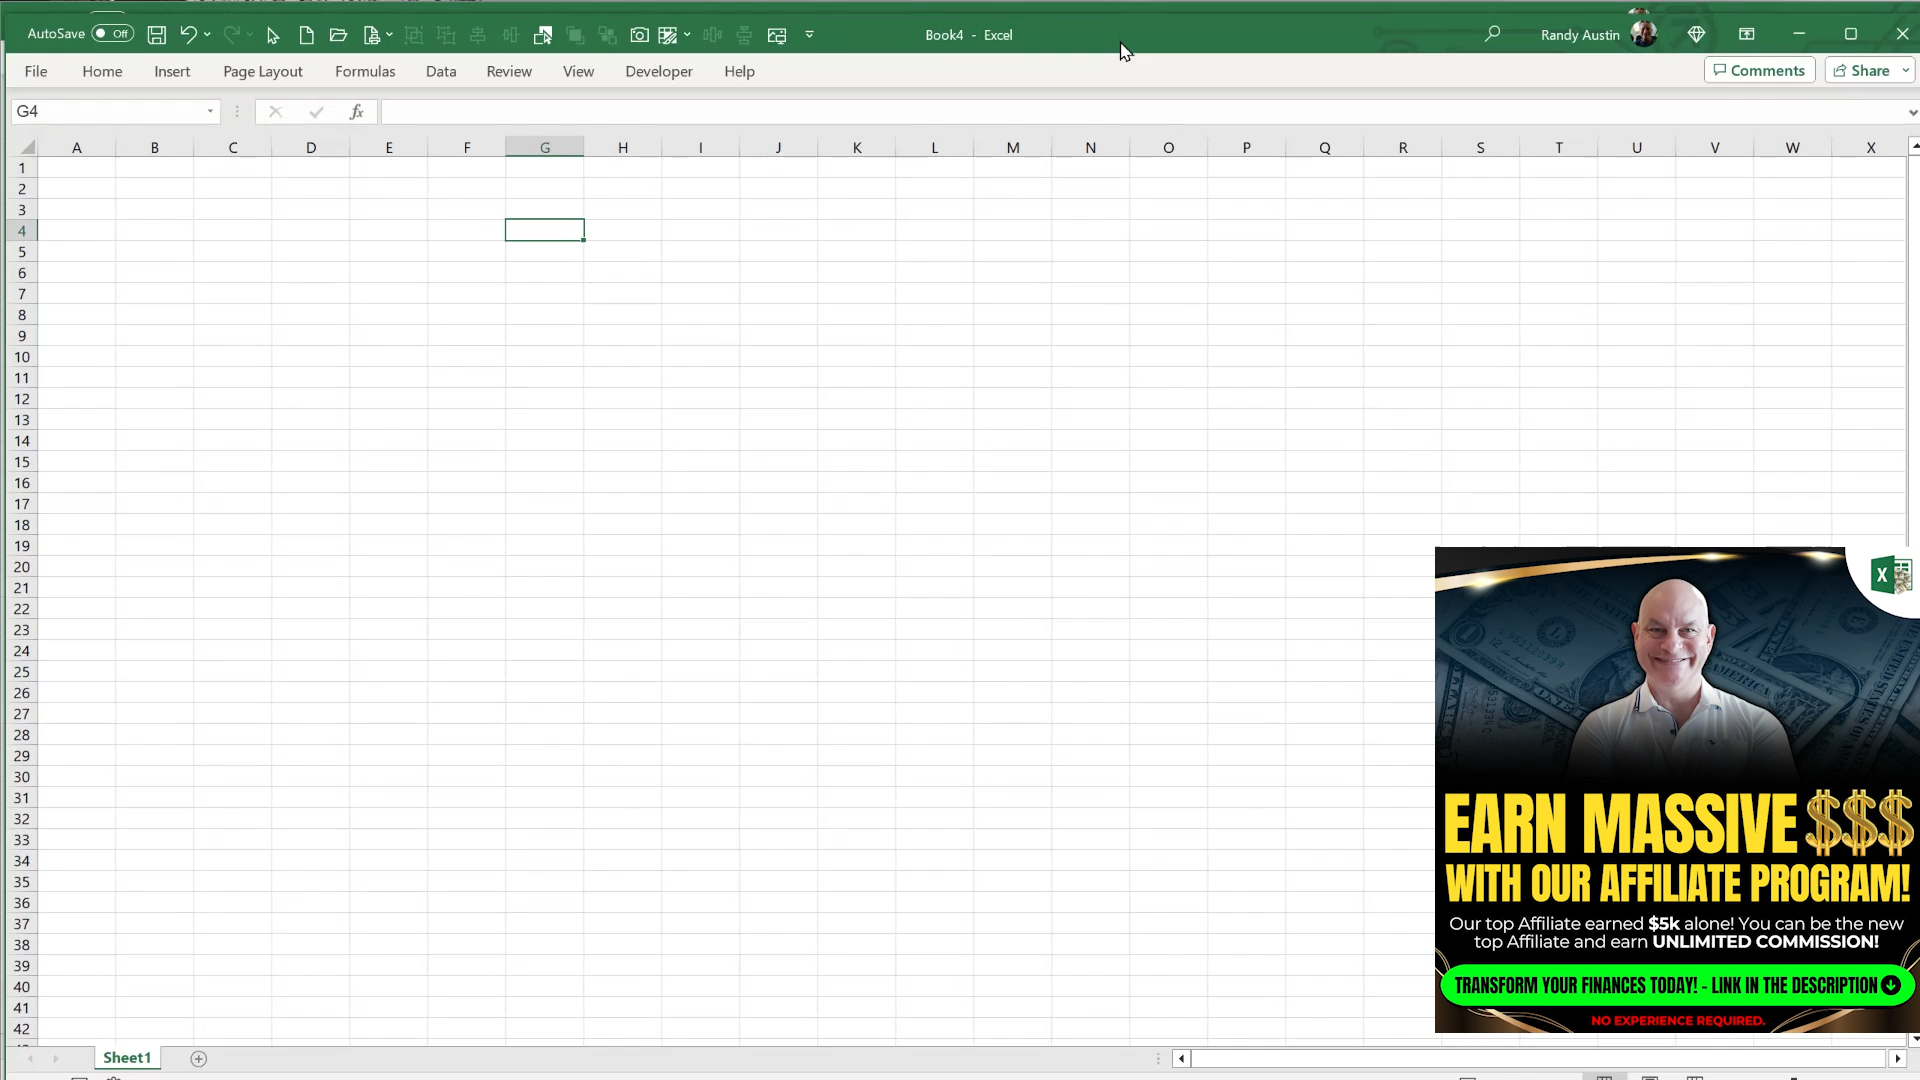 AutoSave Off
Book4 - Excel
Randy Austin
File Home Insert Page Layout Formulas Data Review View Developer Help
Comments Share
G4
fx
A B C D E F G H I J K L M N O P Q R S T U V W X
1
2
3
4
5
6
7
8
9
10
11
12
13
14
15
16
17
18
19
20
21
22
23
24
25
26
27
28
29
30
31
32
33
34
35
36
37
38
39
40
41
42
X
EARN MASSIVE $$$
WITH OUR AFFILIATE PROGRAM!
Our top Affiliate earned $5k alone! You can be the new
top Affiliate and earn UNLIMITED COMMISSION!
TRANSFORM YOUR FINANCES TODAY! - LINK IN THE DESCRIPTION
NO EXPERIENCE REQUIRED.
Sheet1